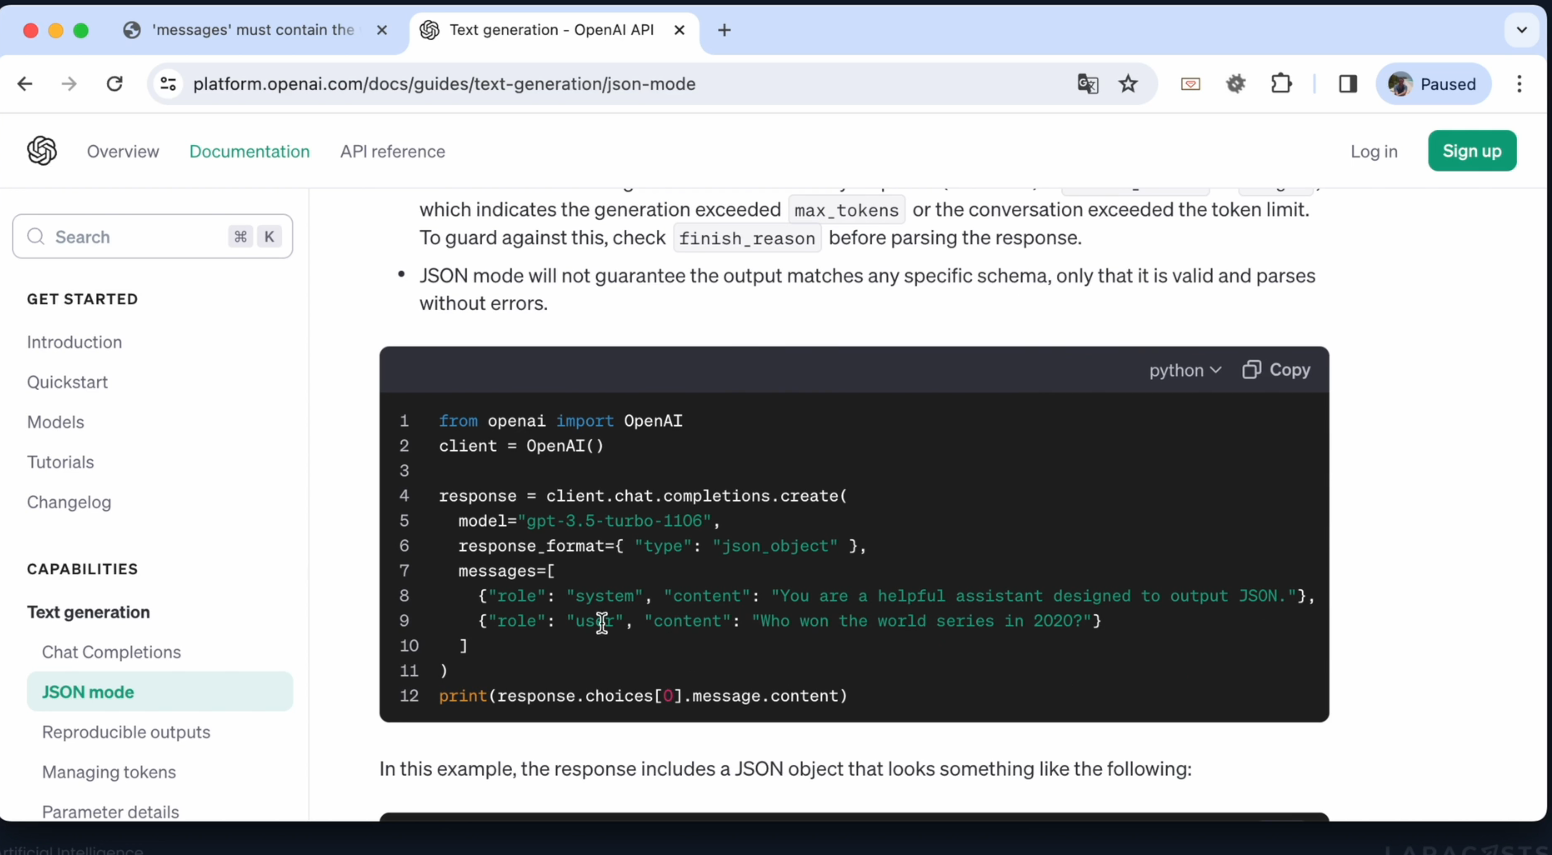 'messages' must contain the
Text generation - OpenAI API
platform.openai.com/docs/guides/text-generation/json-mode
Paused
Overview
Documentation
API reference
Log in
Sign up
Search
⌘ K
GET STARTED
Introduction
Quickstart
Models
Tutorials
Changelog
CAPABILITIES
Text generation
Chat Completions
JSON mode
Reproducible outputs
Managing tokens
Parameter details
which indicates the generation exceeded max_tokens or the conversation exceeded the token limit.
To guard against this, check finish_reason before parsing the response.
• JSON mode will not guarantee the output matches any specific schema, only that it is valid and parses
without errors.
python
Copy
1 from openai import OpenAI
2 client = OpenAI()
3
4 response = client.chat.completions.create(
5   model="gpt-3.5-turbo-1106",
6   response_format={ "type": "json_object" },
7   messages=[
8     {"role": "system", "content": "You are a helpful assistant designed to output JSON."},
9     {"role": "user", "content": "Who won the world series in 2020?"}
10   ]
11 )
12 print(response.choices[0].message.content)
In this example, the response includes a JSON object that looks something like the following: